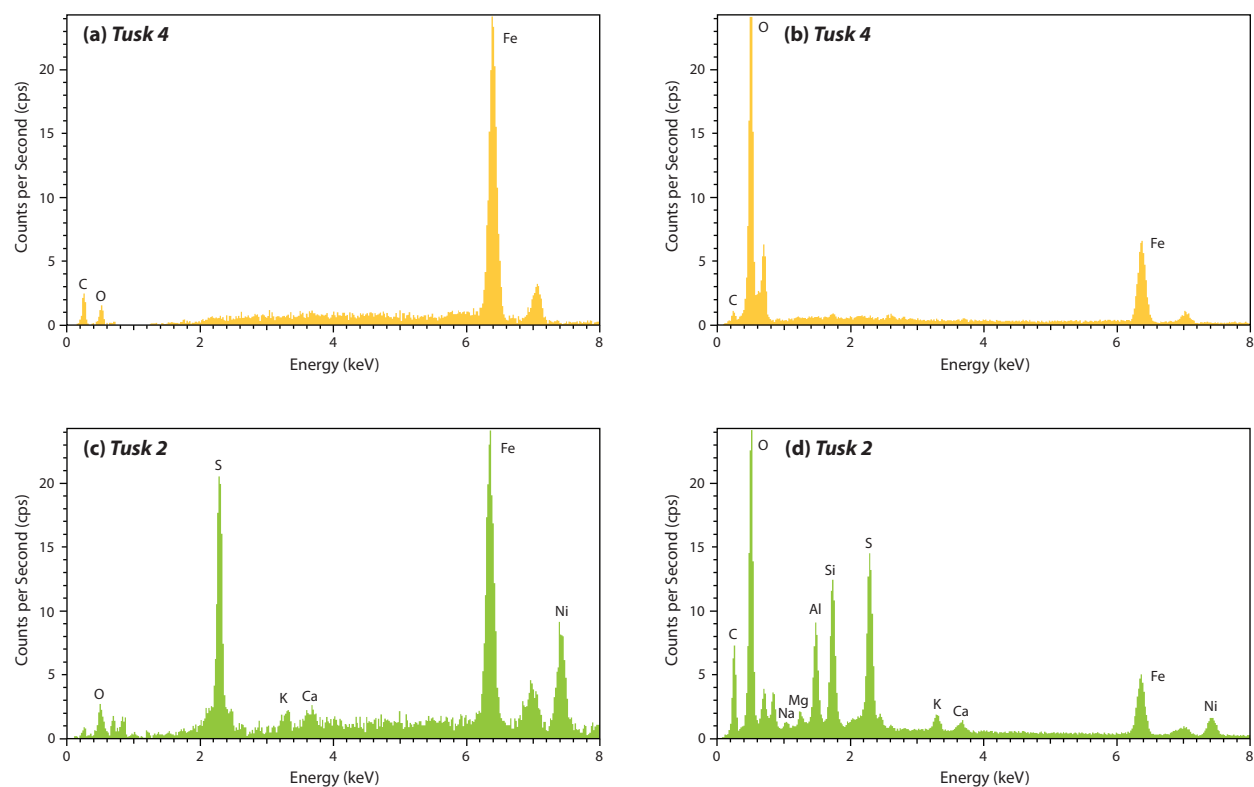 (a) Tusk 4
Counts per Second (cps)
20
15
10
5
0
C
O
Fe
0 2 4 6 8
Energy (keV)
(b) Tusk 4
Counts per Second (cps)
20
15
10
5
0
O
C
Fe
0 2 4 6 8
Energy (keV)
(c) Tusk 2
Counts per Second (cps)
20
15
10
5
0
O
S
K
Ca
Fe
Ni
0 2 4 6 8
Energy (keV)
(d) Tusk 2
Counts per Second (cps)
20
15
10
5
0
C
O
Na
Mg
Al
Si
S
K
Ca
Fe
Ni
0 2 4 6 8
Energy (keV)